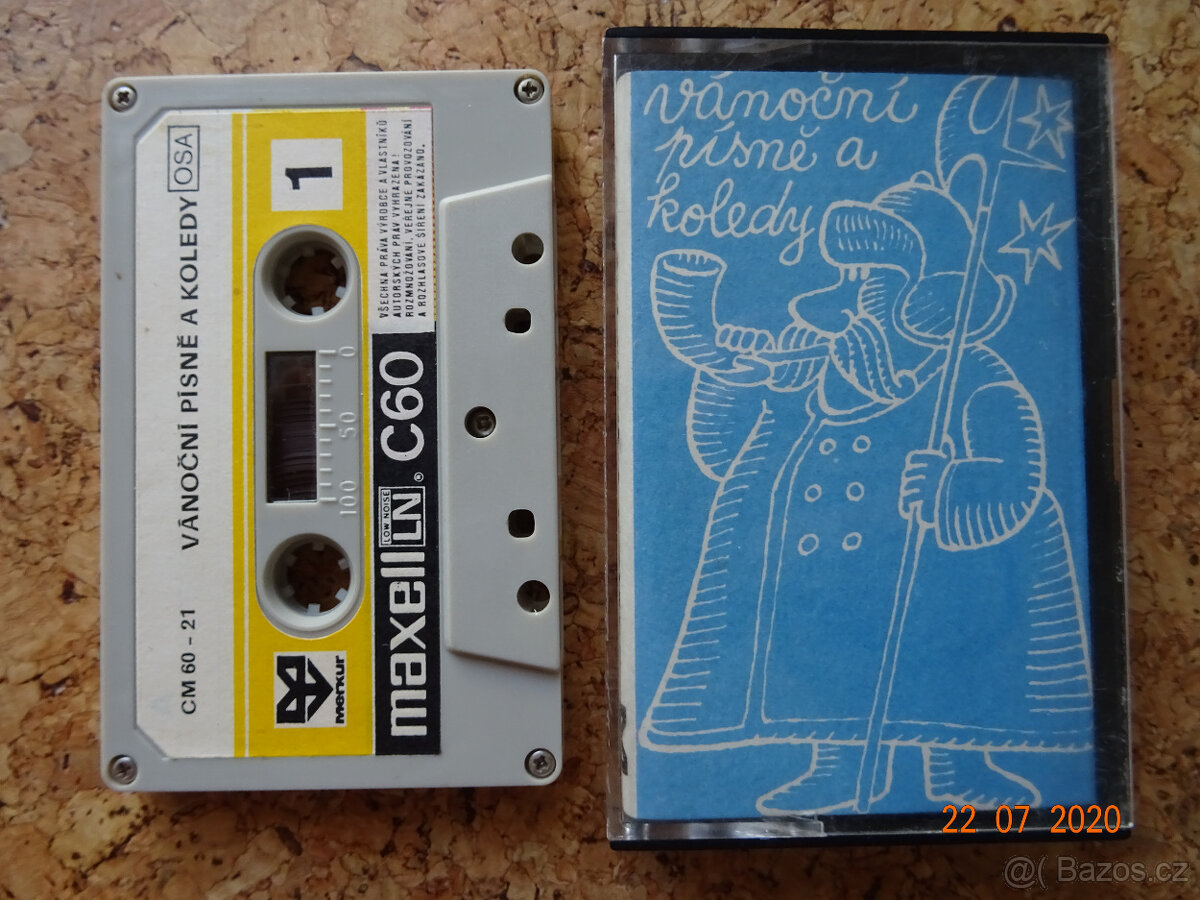 CM 60 - 21 VÁNOČNÍ PÍSNĚ A KOLEDY OSA
merkur
1
VŠECHNA PRÁVA VÝROBCE A VLASTNÍKŮ
AUTORSKÝCH PRÁV VYHRAZENA!
ROZMNOŽOVÁNÍ, VEŘEJNÉ PROVOZOVÁNÍ
A ROZHLASOVÉ ŠÍŘENÍ ZAKÁZÁNO.
maxell LOW NOISE LN. C60
100 50 0
vánoční
písně a
koledy
22 07 2020
@( Bazos.cz